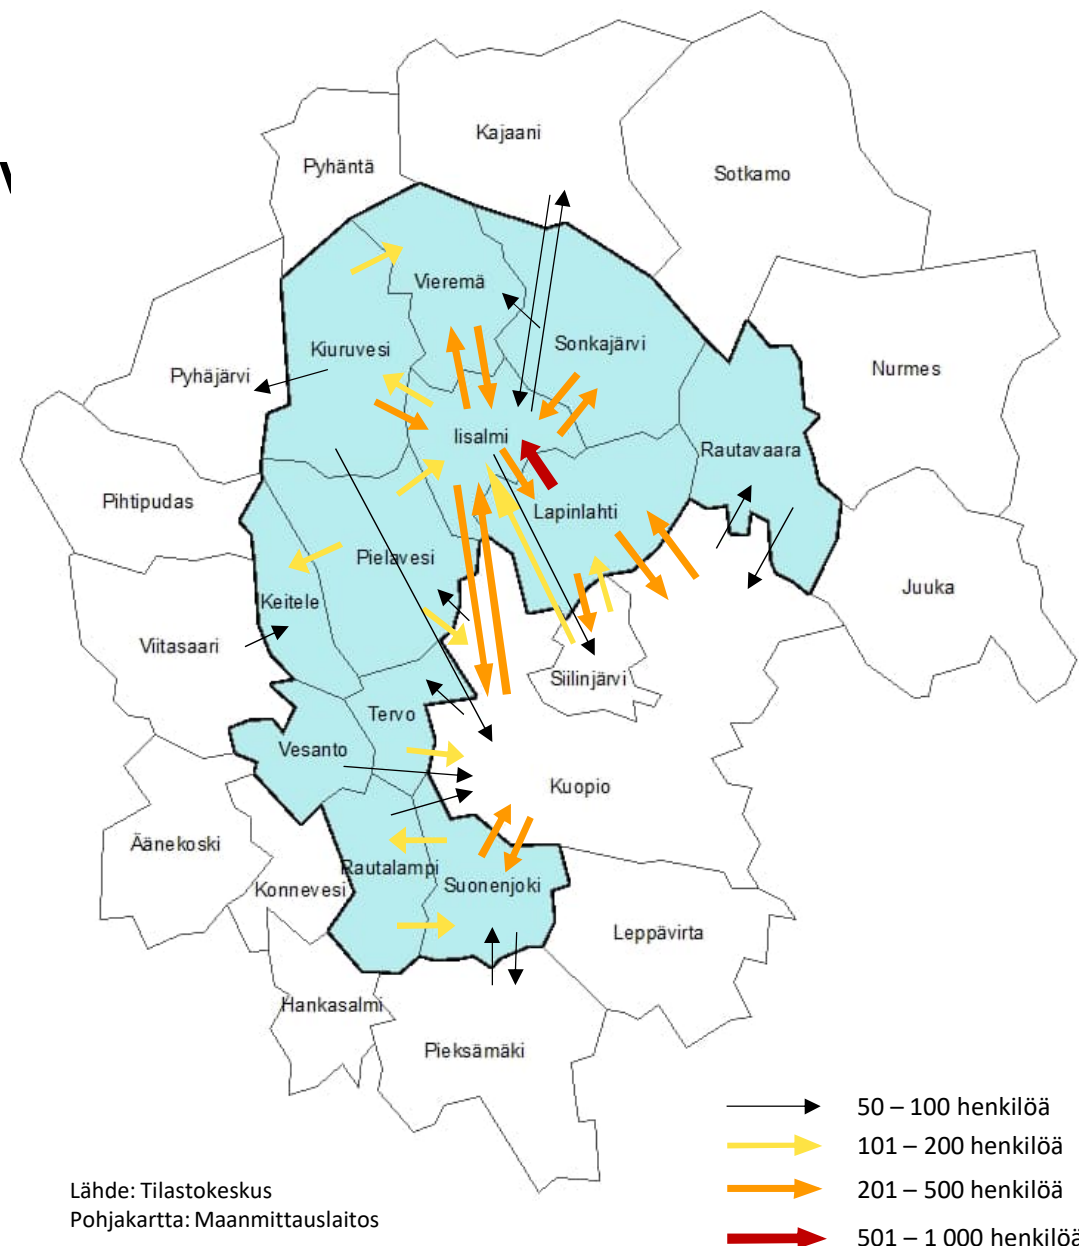 Kajaani
Pyhäntä
Sotkamo
Vieremä
Sonkajärvi
Kiuruvesi
Pyhäjärvi
Nurmes
Iisalmi
Rautavaara
Pihtipudas
Lapinlahti
Pielavesi
Juuka
Keitele
Viitasaari
Siilinjärvi
Tervo
Vesanto
Kuopio
Äänekoski
Rautalampi
Konnevesi
Suonenjoki
Leppävirta
Hankasalmi
Pieksämäki
50 – 100 henkilöä
101 – 200 henkilöä
201 – 500 henkilöä
501 – 1 000 henkilöä
Lähde: Tilastokeskus
Pohjakartta: Maanmittauslaitos